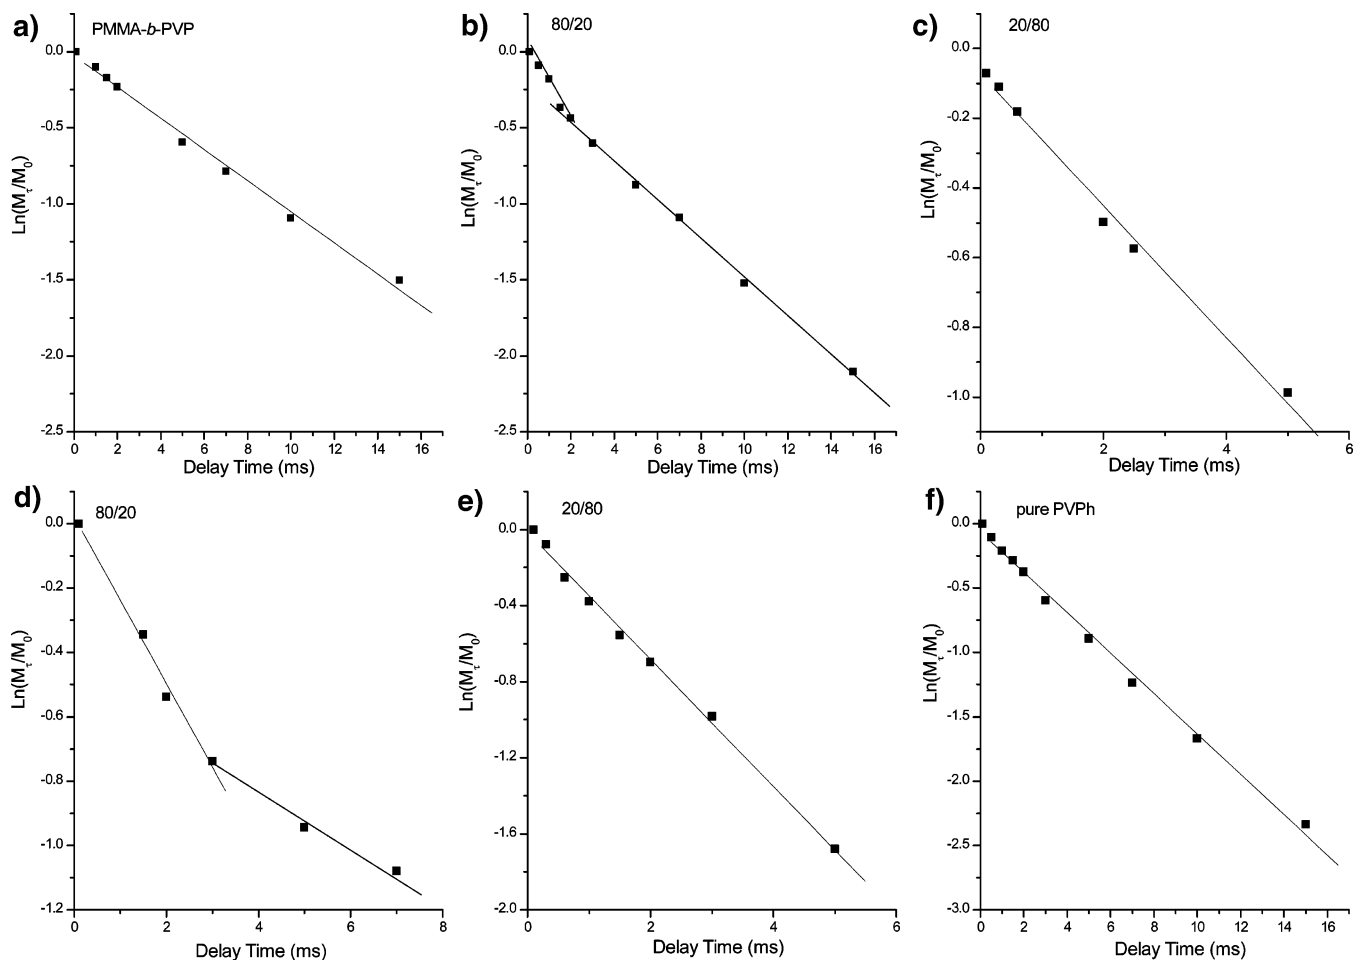 a)
PMMA-b-PVP
0.0
-0.5
-1.0
-1.5
-2.0
-2.5
Ln(Mτ/M0)
0 2 4 6 8 10 12 14 16
Delay Time (ms)
b)
80/20
0.0
-0.5
-1.0
-1.5
-2.0
-2.5
Ln(Mτ/M0)
0 2 4 6 8 10 12 14 16
Delay Time (ms)
c)
20/80
0.0
-0.2
-0.4
-0.6
-0.8
-1.0
Ln(Mτ/M0)
0 2 4 6
Delay Time (ms)
d)
80/20
0.0
-0.2
-0.4
-0.6
-0.8
-1.0
-1.2
Ln(Mτ/M0)
0 2 4 6 8
Delay Time (ms)
e)
20/80
0.0
-0.4
-0.8
-1.2
-1.6
-2.0
Ln(Mτ/M0)
0 2 4 6
Delay Time (ms)
f)
pure PVPh
0.0
-0.5
-1.0
-1.5
-2.0
-2.5
-3.0
Ln(Mτ/M0)
0 2 4 6 8 10 12 14 16
Delay Time (ms)